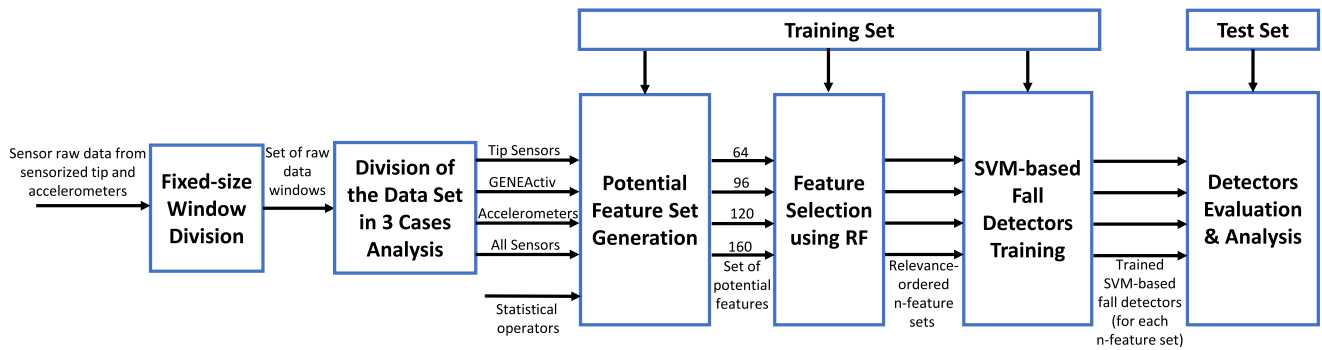 Training Set
Test Set
Sensor raw data from
sensorized tip and
accelerometers
Fixed-size
Window
Division
Set of raw
data
windows
Division of
the Data Set
in 3 Cases
Analysis
Tip Sensors
GENEActiv
Accelerometers
All Sensors
Statistical
operators
Potential
Feature Set
Generation
64
96
120
160
Set of
potential
features
Feature
Selection
using RF
Relevance-
ordered
n-feature
sets
SVM-based
Fall
Detectors
Training
Trained
SVM-based
fall detectors
(for each
n-feature set)
Detectors
Evaluation
& Analysis